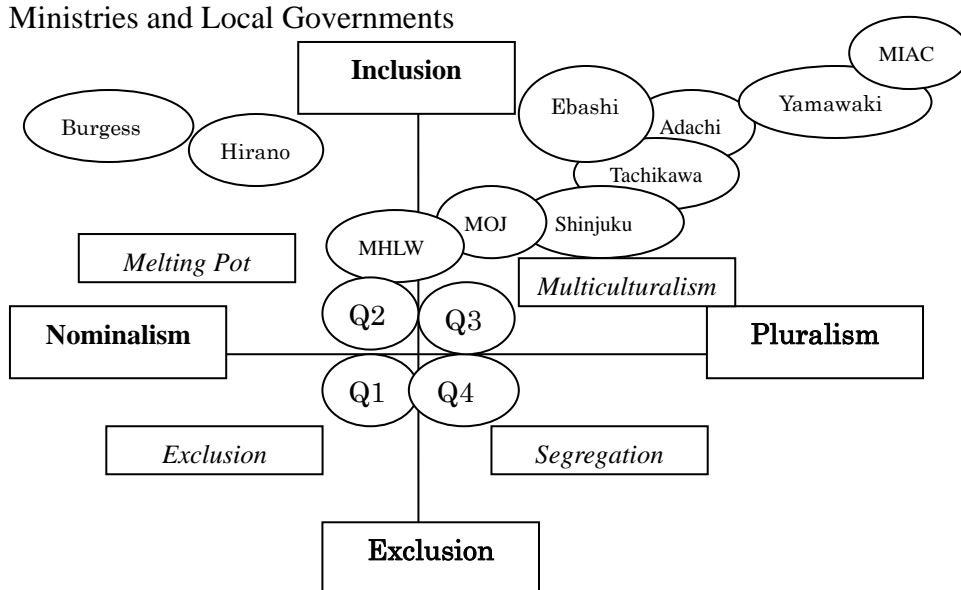 Ministries and Local Governments
Inclusion
MIAC
Ebashi
Yamawaki
Burgess
Adachi
Hirano
Tachikawa
MOJ
Shinjuku
MHLW
Melting Pot
Multiculturalism
Q2
Q3
Nominalism
Pluralism
Q1
Q4
Exclusion
Segregation
Exclusion